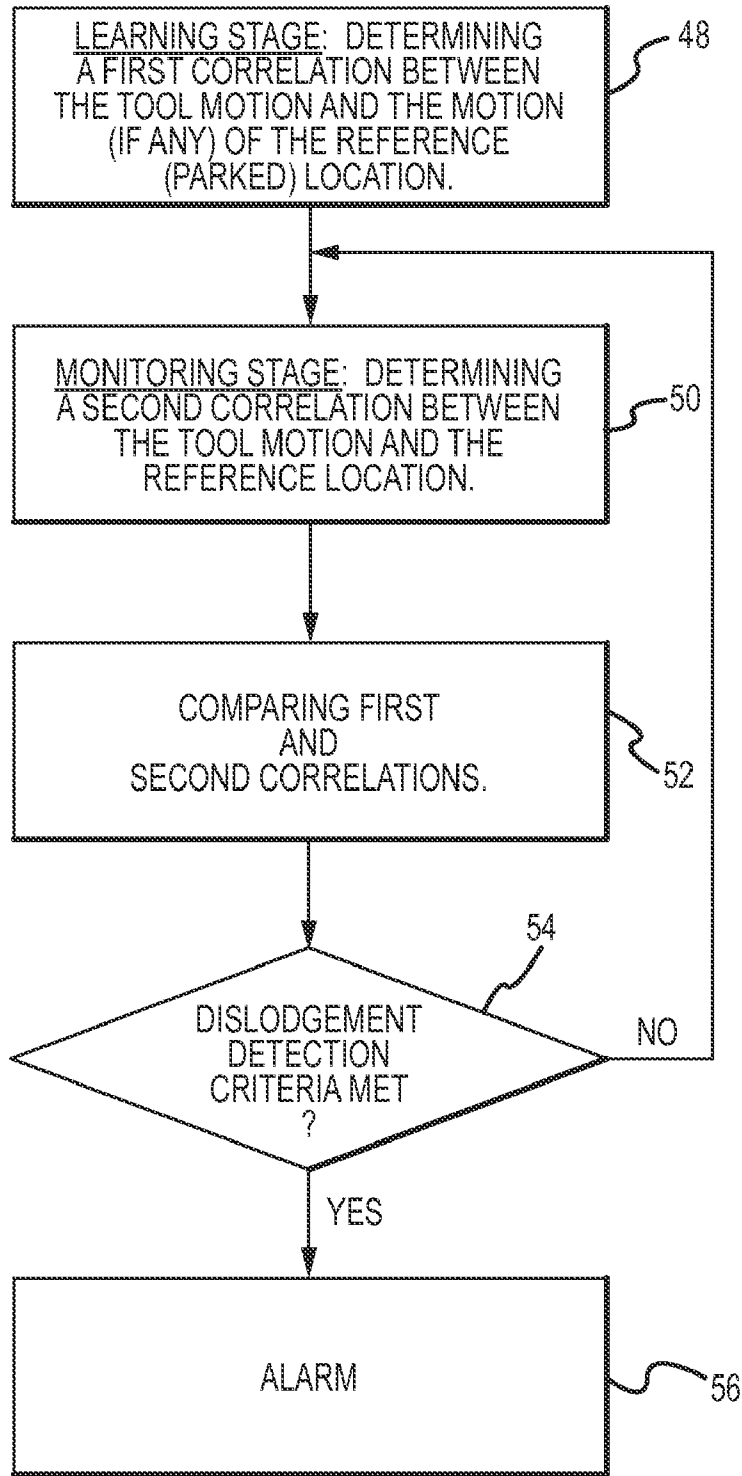 LEARNING STAGE: DETERMINING
A FIRST CORRELATION BETWEEN
THE TOOL MOTION AND THE MOTION
(IF ANY) OF THE REFERENCE
(PARKED) LOCATION.
48
MONITORING STAGE: DETERMINING
A SECOND CORRELATION BETWEEN
THE TOOL MOTION AND THE
REFERENCE LOCATION.
50
COMPARING FIRST
AND
SECOND CORRELATIONS.
52
54
DISLODGEMENT
DETECTION
CRITERIA MET
?
NO
YES
ALARM
56